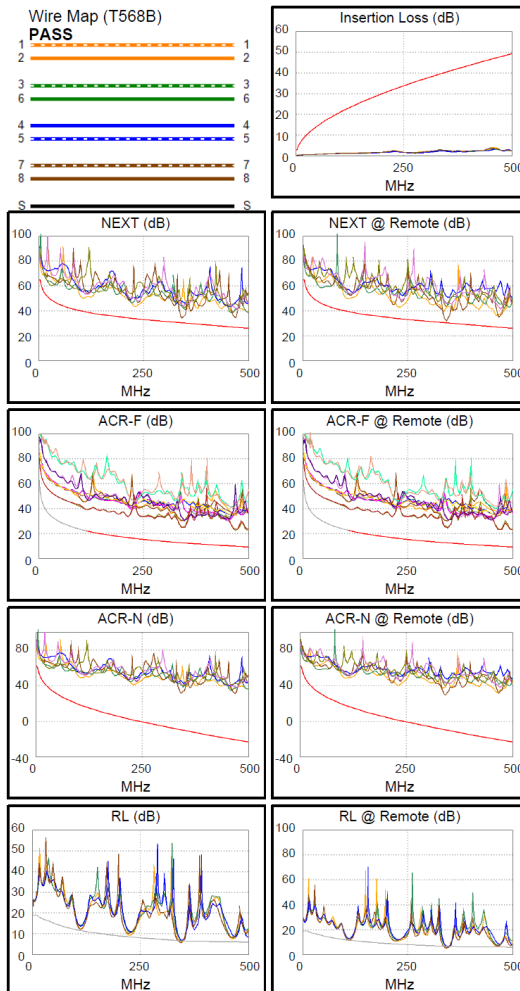 Wire Map (T568B)
PASS
1 1
2 2
3 3
6 6
4 4
5 5
7 7
8 8
S S
Insertion Loss (dB)
60
50
40
30
20
10
0
0 250 500
MHz
NEXT (dB)
100
80
60
40
20
0
0 250 500
MHz
NEXT @ Remote (dB)
100
80
60
40
20
0
0 250 500
MHz
ACR-F (dB)
100
80
60
40
20
0
0 250 500
MHz
ACR-F @ Remote (dB)
100
80
60
40
20
0
0 250 500
MHz
ACR-N (dB)
80
40
0
-40
0 250 500
MHz
ACR-N @ Remote (dB)
80
40
0
-40
0 250 500
MHz
RL (dB)
60
50
40
30
20
10
0
0 250 500
MHz
RL @ Remote (dB)
100
80
60
40
20
0
0 250 500
MHz